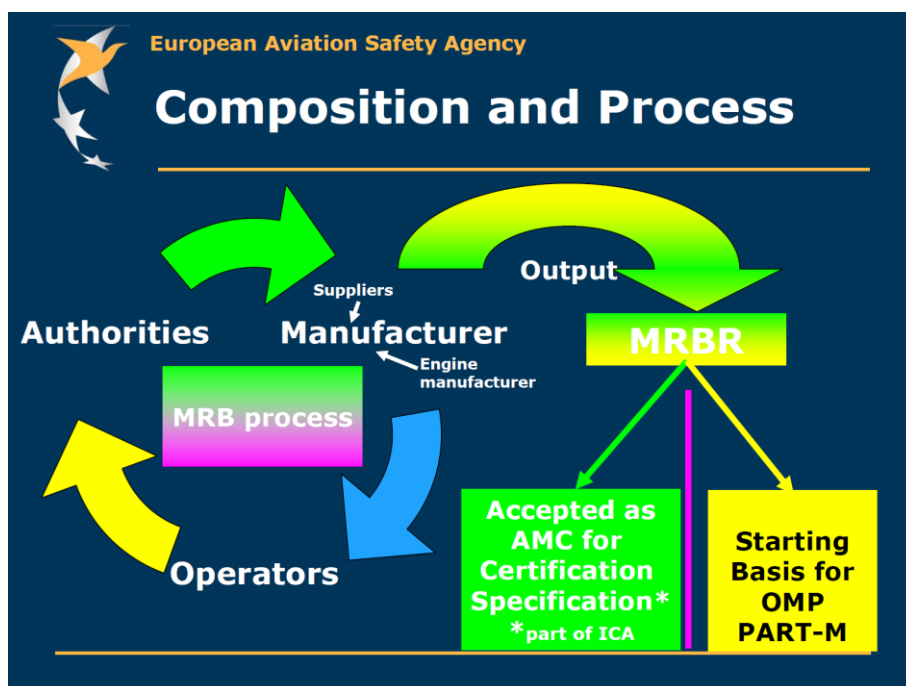 European Aviation Safety Agency
Composition and Process
Output
Suppliers
Authorities
Manufacturer
MRBR
Engine
manufacturer
MRB process
Operators
Accepted as
AMC for
Certification
Specification*
*part of ICA
Starting
Basis for
OMP
PART-M